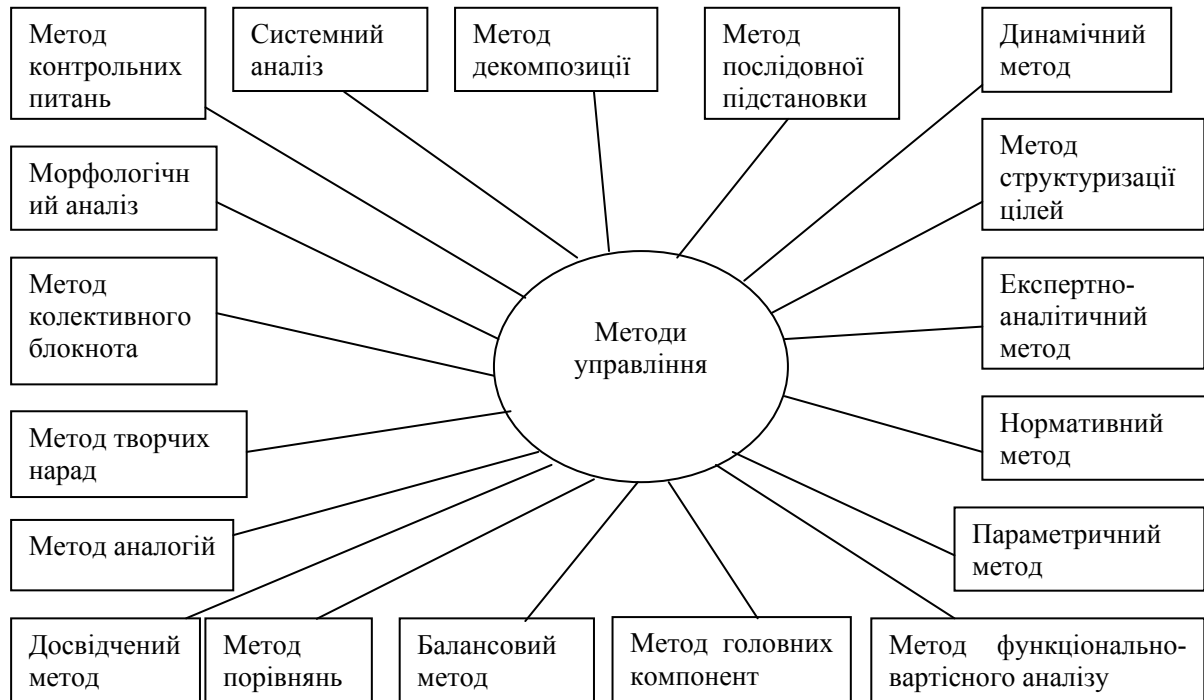 Метод
контрольних
питань
Системний
аналіз
Метод
декомпозиції
Метод
послідовної
підстановки
Динамічний
метод
Морфологічн
ий аналіз
Метод
структуризації
цілей
Метод
колективного
блокнота
Методи
управління
Експертно-
аналітичний
метод
Метод творчих
нарад
Нормативний
метод
Метод аналогій
Параметричний
метод
Досвідчений
метод
Метод
порівнянь
Балансовий
метод
Метод головних
компонент
Метод функціонально-
вартісного аналізу